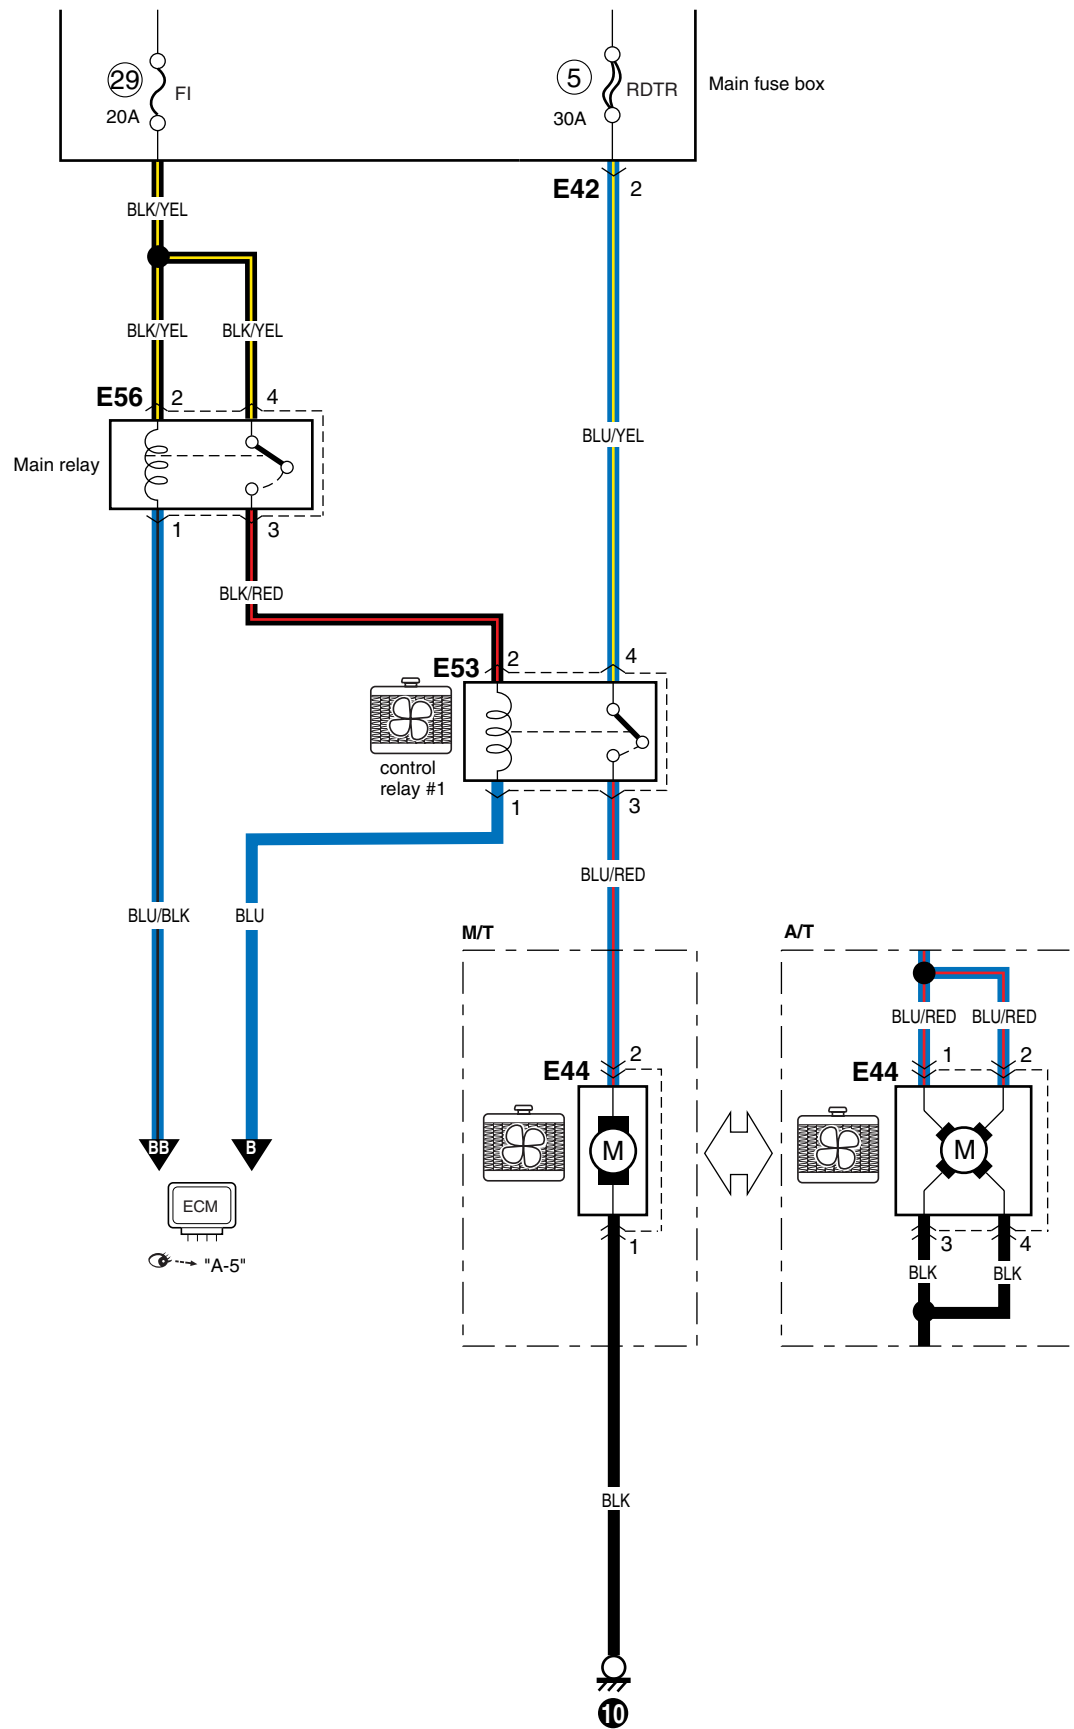 29
FI
20A
5
RDTR
30A
Main fuse box
E42
2
BLK/YEL
BLK/YEL
BLK/YEL
E56
2
4
Main relay
1
3
BLU/YEL
BLK/RED
E53
2
4
control
relay #1
1
3
BLU/RED
BLU/BLK
BLU
M/T
A/T
BLU/RED
BLU/RED
E44
2
E44
1
2
M
M
BB
B
ECM
"A-5"
1
3
4
BLK
BLK
BLK
10